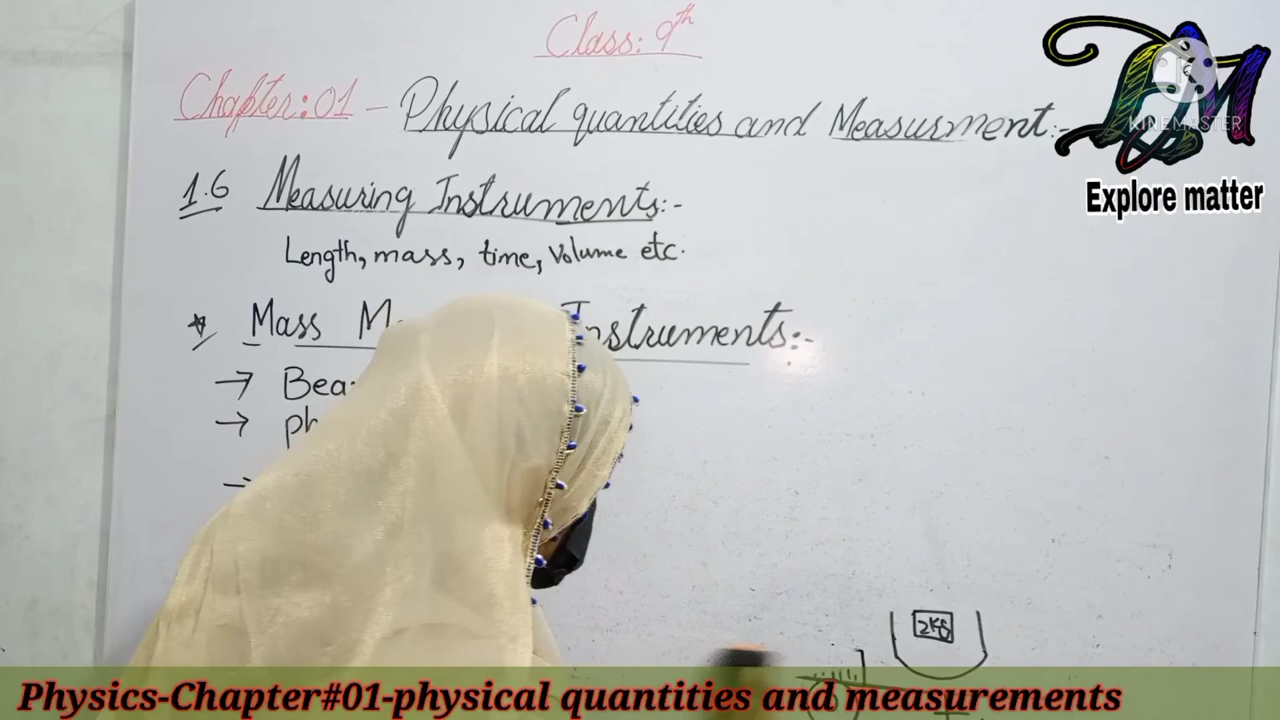 Class: 9th
Chapter: 01 - Physical quantities and Measurment:-
KINEMASTER
Explore matter
1.6 Measuring Instruments:-
Length, mass, time, Volume etc.
* Mass M Instruments:-
→ Bea
→ ph
→
2Kg
Physics-Chapter#01-physical quantities and measurements